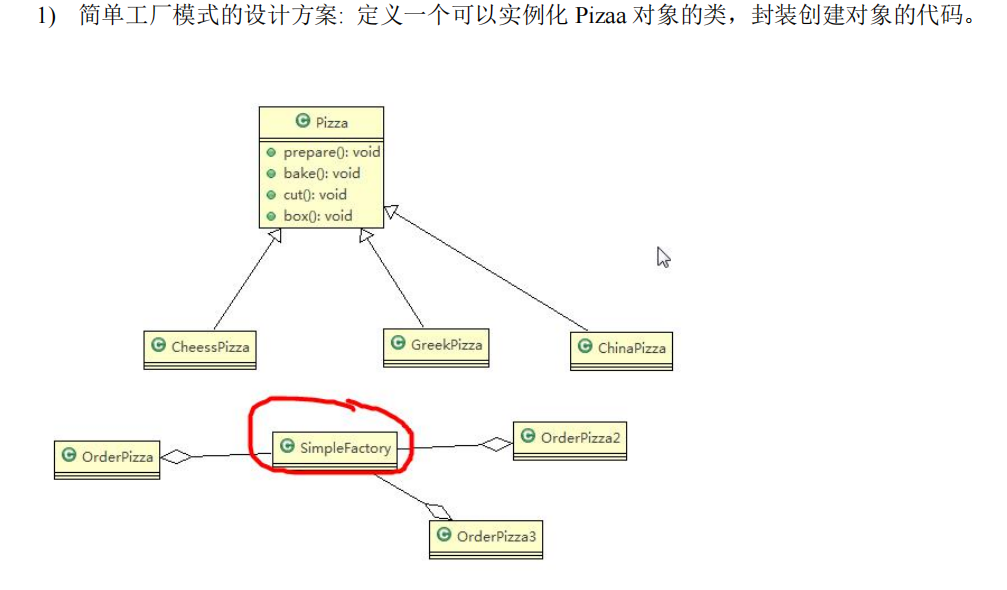 1) 简单工厂模式的设计方案: 定义一个可以实例化 Pizaa 对象的类，封装创建对象的代码。
C Pizza
prepare(): void
bake(): void
cut(): void
box(): void
C CheessPizza
C GreekPizza
C ChinaPizza
C OrderPizza
C SimpleFactory
C OrderPizza2
C OrderPizza3